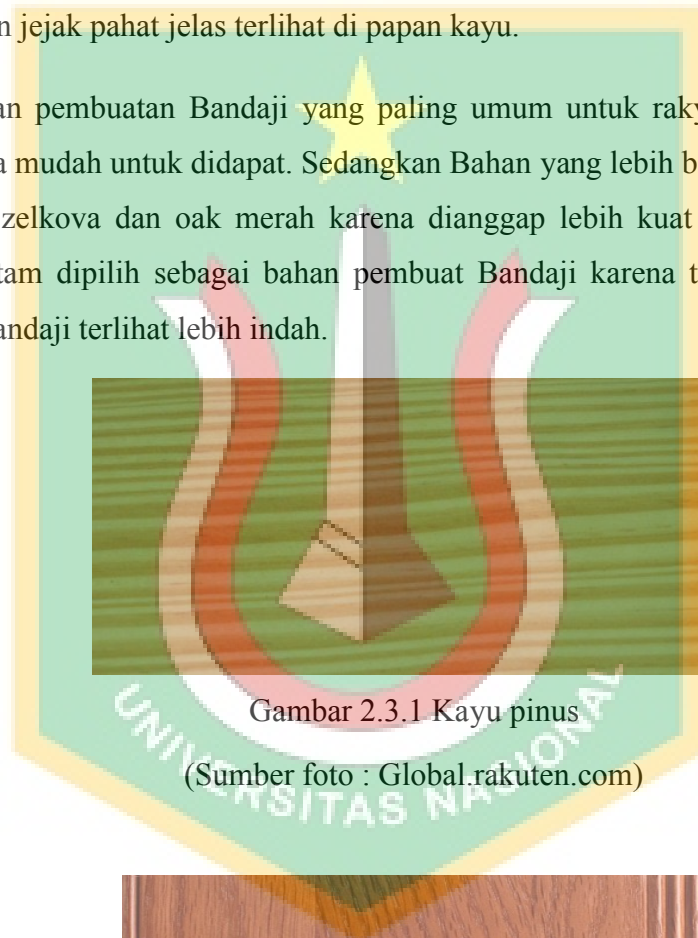 n jejak pahat jelas terlihat di papan kayu.
an pembuatan Bandaji yang paling umum untuk raky
a mudah untuk didapat. Sedangkan Bahan yang lebih b
zelkova dan oak merah karena dianggap lebih kuat
tam dipilih sebagai bahan pembuat Bandaji karena t
andaji terlihat lebih indah.
Gambar 2.3.1 Kayu pinus
(Sumber foto : Global.rakuten.com)
UNIVERSITAS NASIONAL